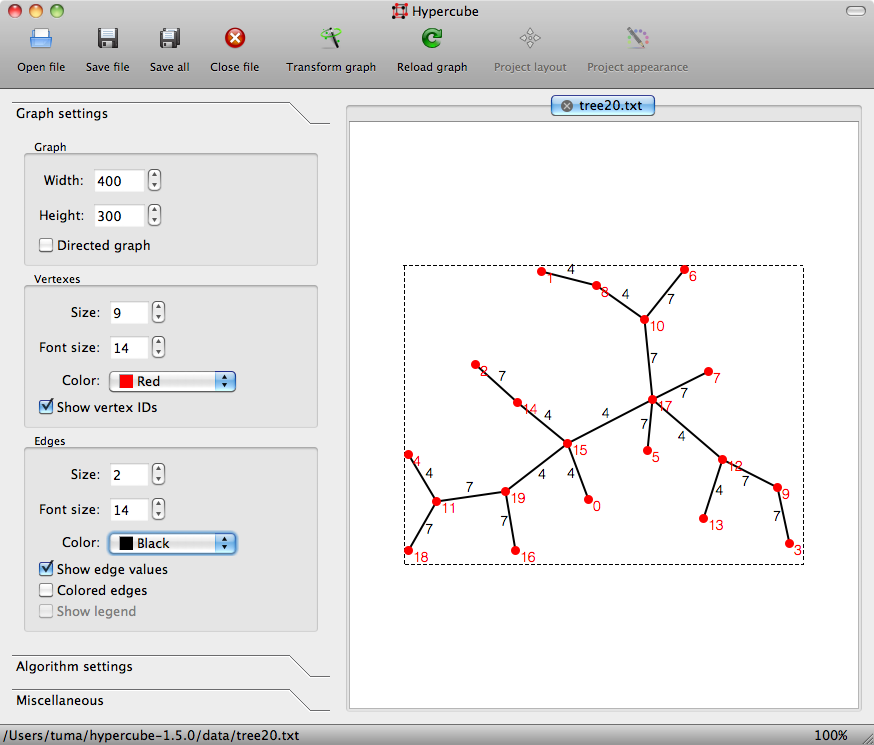 Hypercube
Open file Save file Save all Close file Transform graph Reload graph Project layout Project appearance
Graph settings
Graph
Width: 400
Height: 300
Directed graph
Vertexes
Size: 9
Font size: 14
Color: Red
Show vertex IDs
Edges
Size: 2
Font size: 14
Color: Black
Show edge values
Colored edges
Show legend
Algorithm settings
Miscellaneous
tree20.txt
1 4 8 4 6 7
10
7
2 7 14 4
4 17 7 7
15 7 5 4
4 4 12 7 9
4 4 0 4 13 7 3
11 7 19
7 18 7 16
/Users/tuma/hypercube-1.5.0/data/tree20.txt 100%